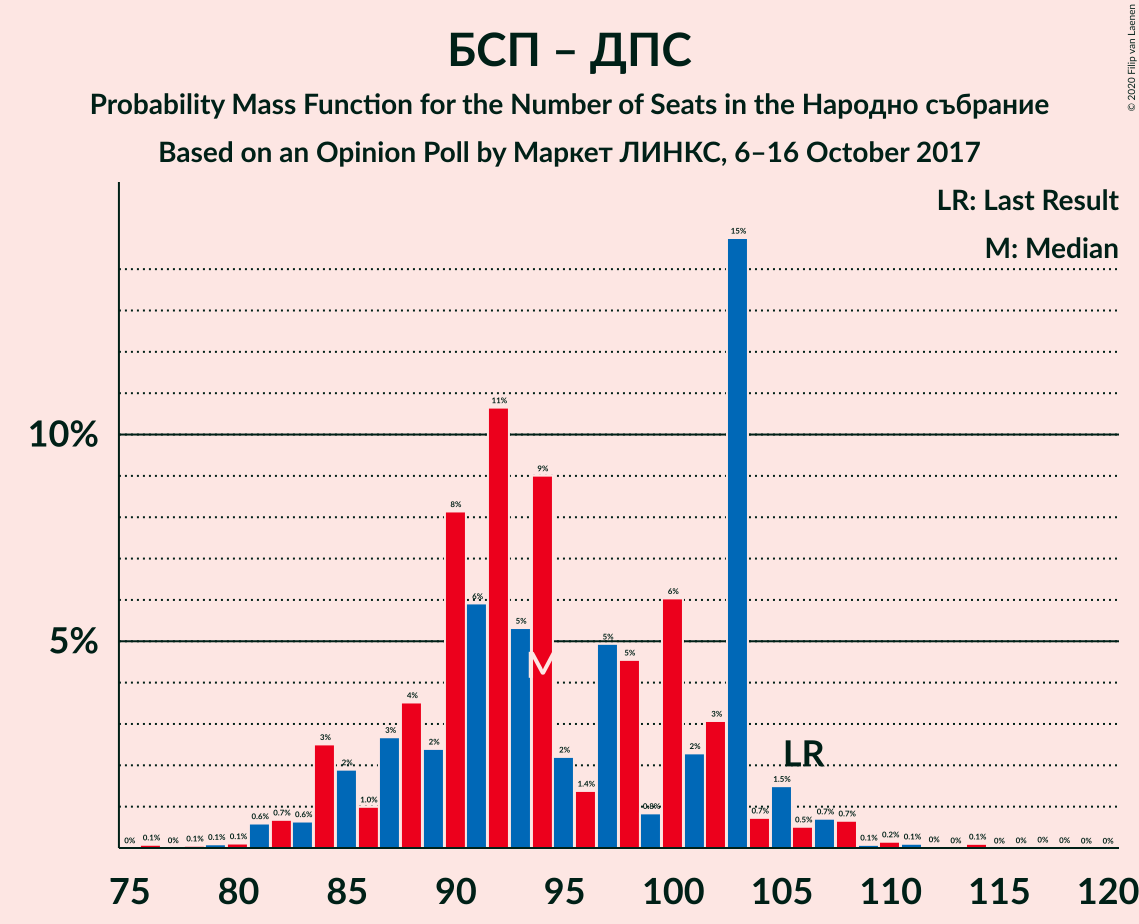 БСП – ДПС
Probability Mass Function for the Number of Seats in the Народно събрание
Based on an Opinion Poll by Маркет ЛИНКС, 6–16 October 2017
© 2020 Filip van Laenen
LR: Last Result
M: Median
10%
5%
0% 0.1% 0% 0.1% 0.1% 0.1% 0.6% 0.7% 0.6% 3% 2% 1.0% 3% 4% 2% 8% 6% 11% 5% 9% 2% 1.4% 5% 5% 0.8% 6% 2% 3% 15% 0.7% 1.5% 0.5% 0.7% 0.7% 0.1% 0.2% 0.1% 0% 0% 0.1% 0% 0% 0% 0% 0% 0%
M
LR
75 80 85 90 95 100 105 110 115 120